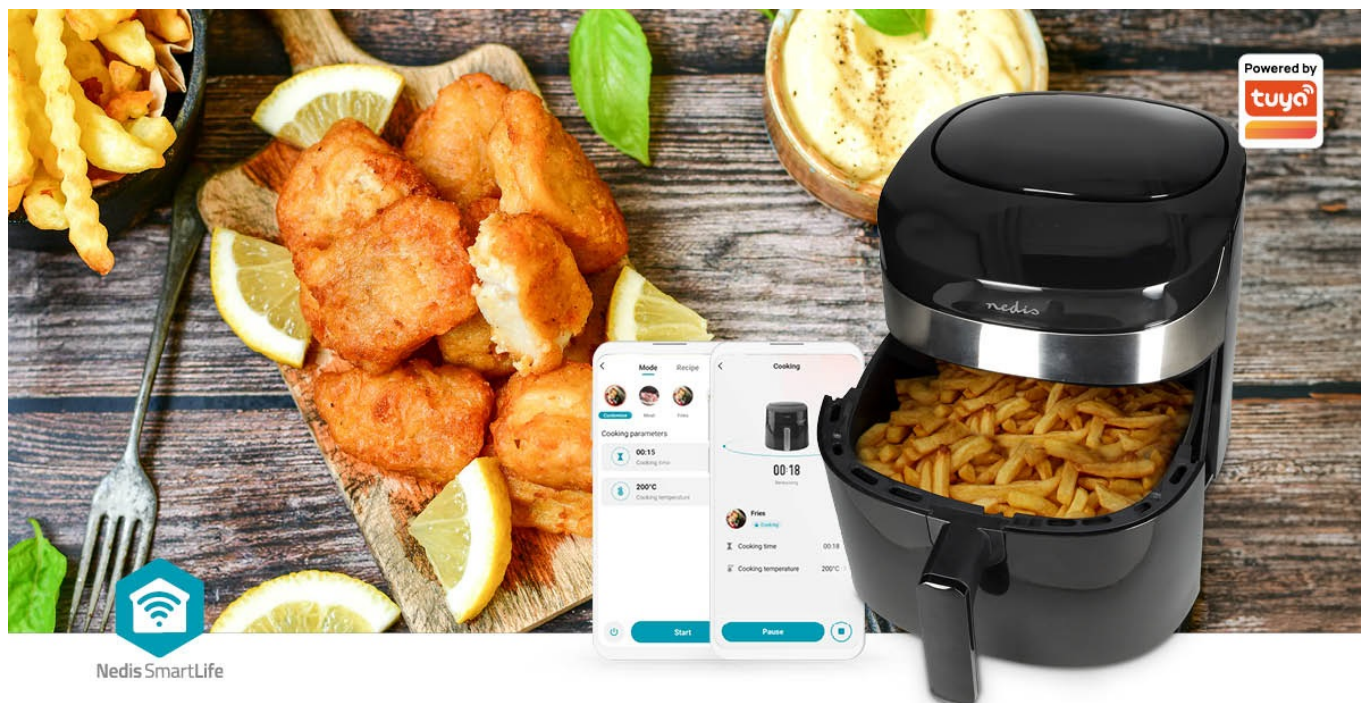 Powered by
tuya
nedis
Mode Recipe
Customise Meat Fries
Cooking parameters
00:15
Cooking time
200°C
Cooking temperature
Start
Cooking
00:18
Remaining
Fries
Cooking
Cooking time 00:18
Cooking temperature 200°C
Pause
Nedis SmartLife